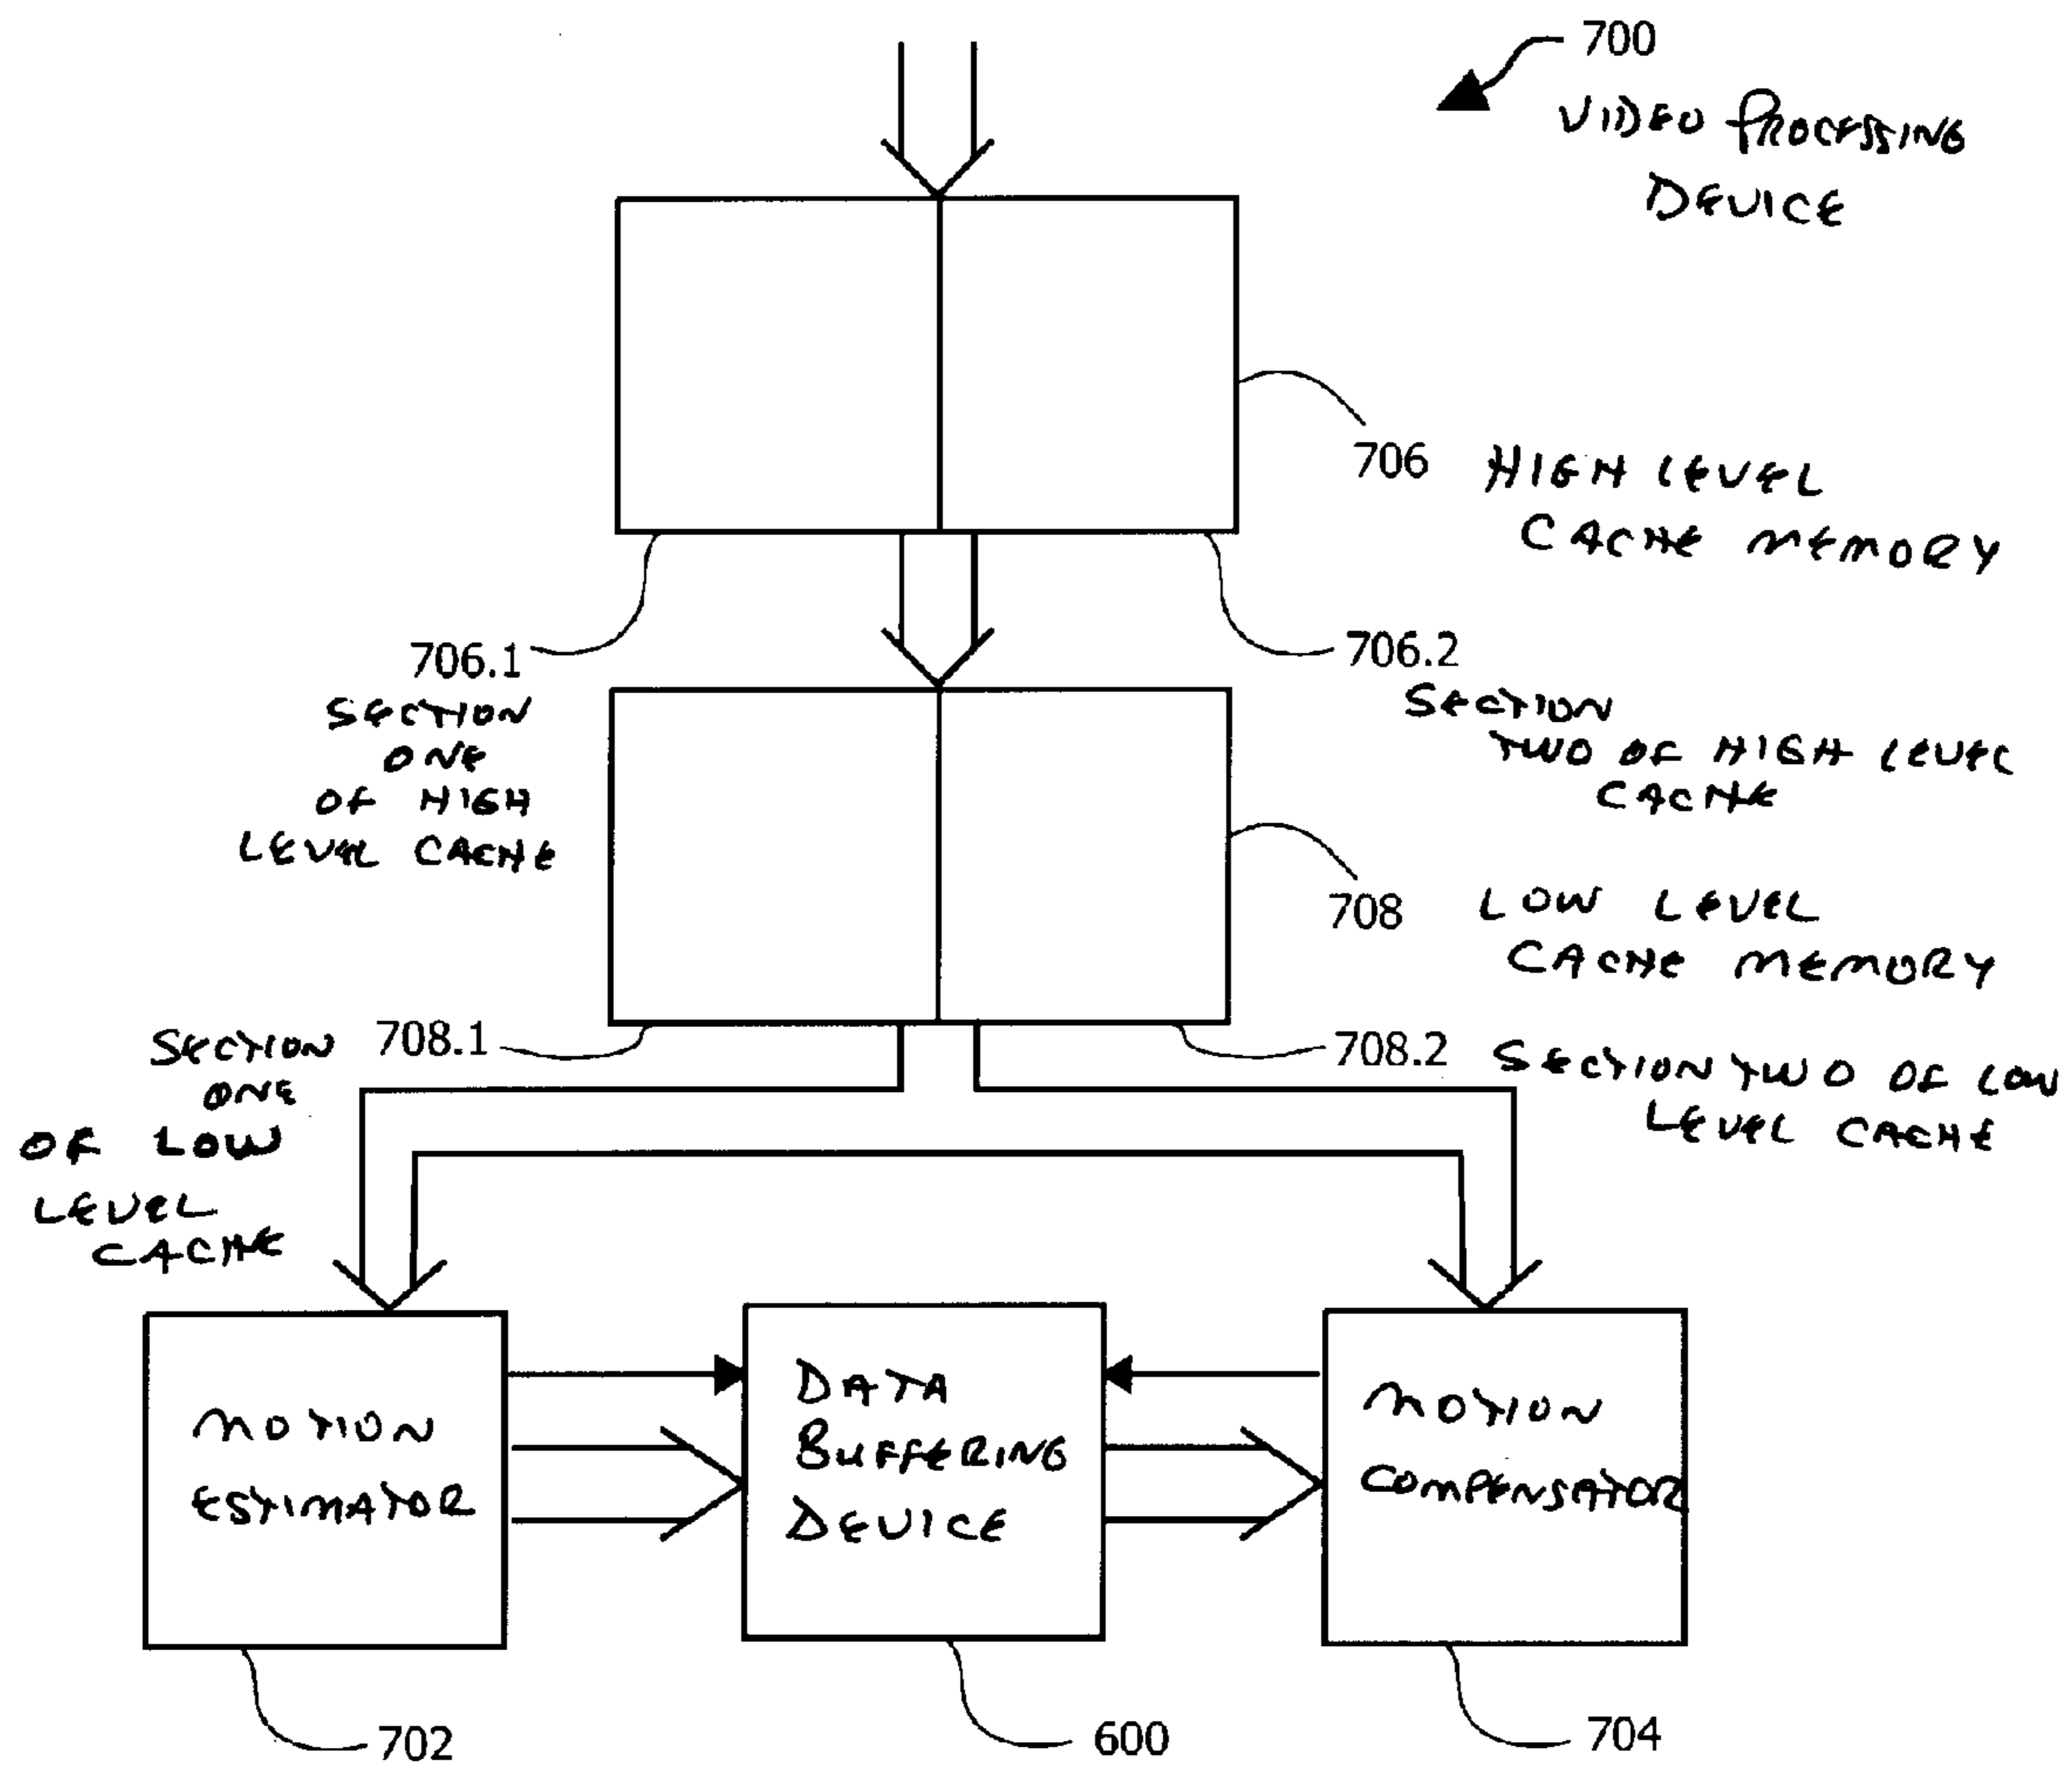 700
VIDEO PROCESSING
DEVICE
706 HIGH LEVEL
CACHE MEMORY
706.1
SECTION
ONE
OF HIGH
LEVEL CACHE
706.2
SECTION
TWO OF HIGH LEVEL
CACHE
708 LOW LEVEL
CACHE MEMORY
SECTION 708.1
ONE
OF LOW
LEVEL
CACHE
708.2 SECTION TWO OF LOW
LEVEL CACHE
MOTION
ESTIMATOR
DATA
BUFFERING
DEVICE
MOTION
COMPENSATOR
702
600
704